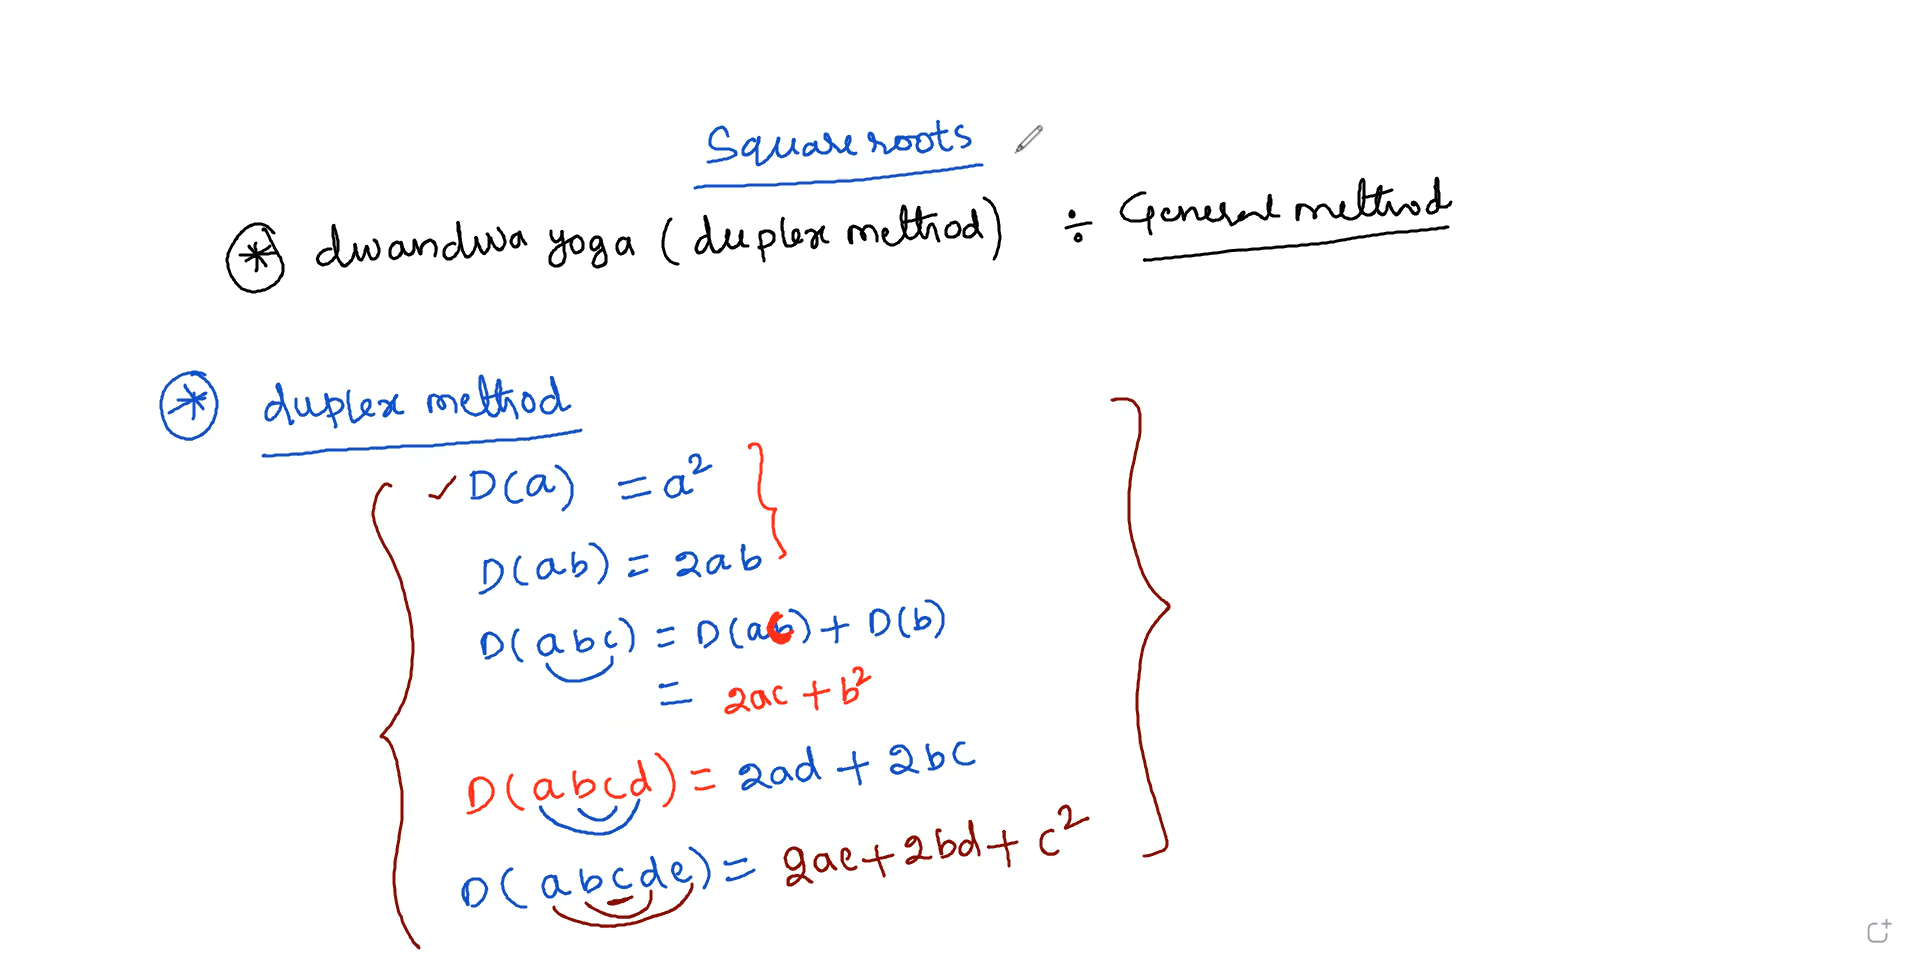 Square roots
* dwandwa yoga (duplex method) ÷ General method
* duplex method
✓ D(a) = a²
D(ab) = 2ab
D(abc) = D(ac) + D(b)
= 2ac + b²
D(abcd) = 2ad + 2bc
D(abcde) = 2ae + 2bd + c²